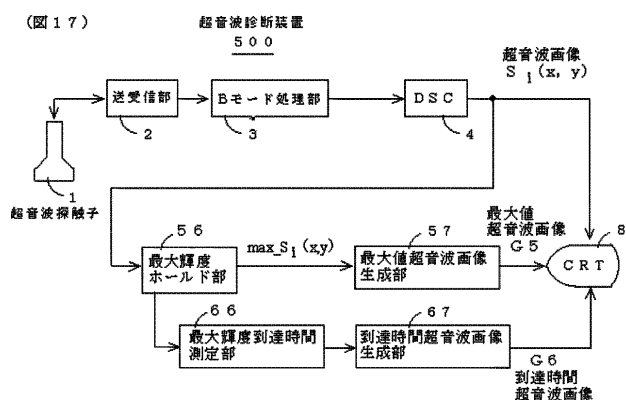 (図17)
超音波診断装置
500
超音波画像
Si(x, y)
送受信部
Bモード処理部
DSC
2
3
4
1
超音波探触子
56
57
最大値
超音波画像
G5
8
最大輝度
ホールド部
max_Si(x,y)
最大値超音波画像
生成部
CRT
66
67
最大輝度到達時間
測定部
到達時間超音波画像
生成部
G6
到達時間
超音波画像